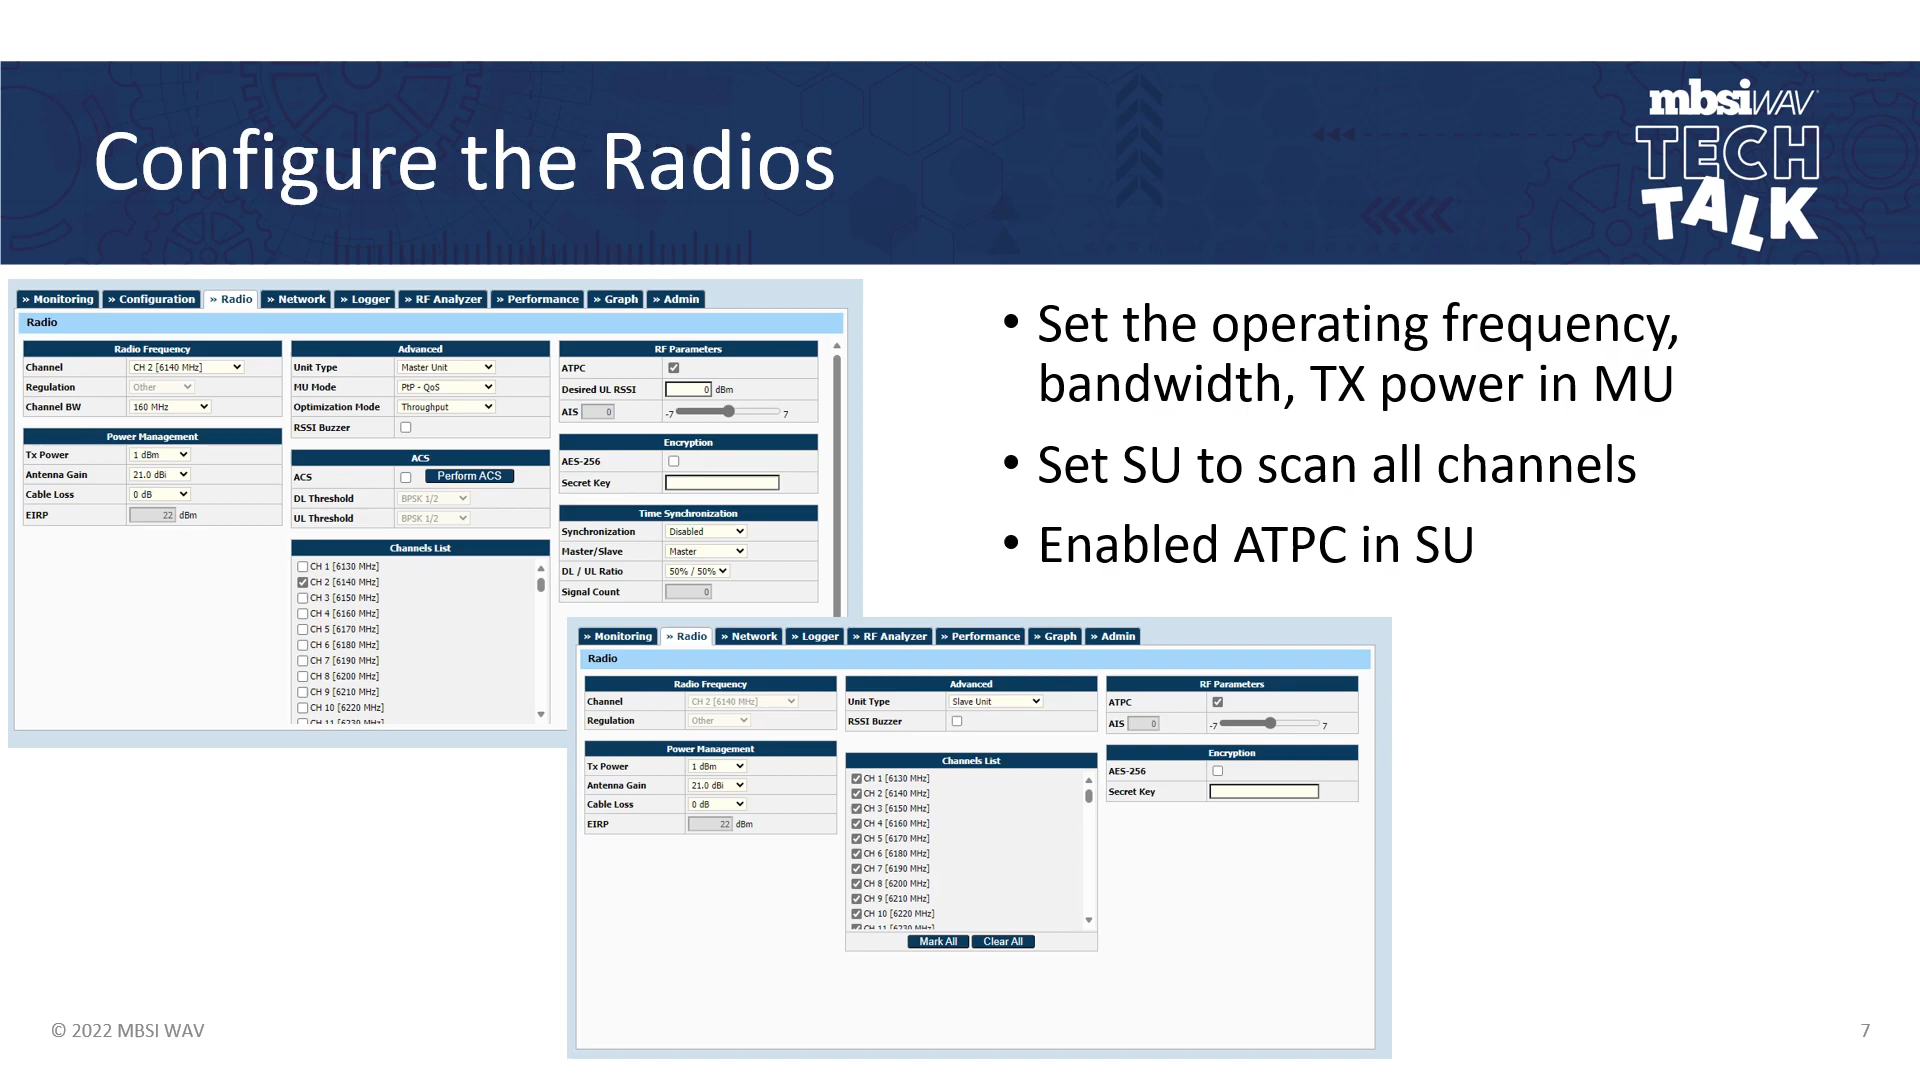 mbsiWAV
TECH
TALK
Configure the Radios
» Monitoring » Configuration » Radio » Network » Logger » RF Analyzer » Performance » Graph » Admin
Radio
Radio Frequency
Channel CH 2 [6140 MHz]
Regulation Other
Channel BW 160 MHz
Power Management
Tx Power 1 dBm
Antenna Gain 21.0 dBi
Cable Loss 0 dB
EIRP 22 dBm
Advanced
Unit Type Master Unit
MU Mode PtP - QoS
Optimization Mode Throughput
RSSI Buzzer
ACS
ACS Perform ACS
DL Threshold BPSK 1/2
UL Threshold BPSK 1/2
Channels List
CH 1 [6130 MHz]
CH 2 [6140 MHz]
CH 3 [6150 MHz]
CH 4 [6160 MHz]
CH 5 [6170 MHz]
CH 6 [6180 MHz]
CH 7 [6190 MHz]
CH 8 [6200 MHz]
CH 9 [6210 MHz]
CH 10 [6220 MHz]
CH 11 [6230 MHz]
RF Parameters
ATPC
Desired UL RSSI 0 dBm
AIS 0 -7 7
Encryption
AES-256
Secret Key
Time Synchronization
Synchronization Disabled
Master/Slave Master
DL / UL Ratio 50% / 50%
Signal Count 0
• Set the operating frequency,
bandwidth, TX power in MU
• Set SU to scan all channels
• Enabled ATPC in SU
» Monitoring » Radio » Network » Logger » RF Analyzer » Performance » Graph » Admin
Radio
Radio Frequency
Channel CH 2 [6140 MHz]
Regulation Other
Power Management
Tx Power 1 dBm
Antenna Gain 21.0 dBi
Cable Loss 0 dB
EIRP 22 dBm
Advanced
Unit Type Slave Unit
RSSI Buzzer
Channels List
CH 1 [6130 MHz]
CH 2 [6140 MHz]
CH 3 [6150 MHz]
CH 4 [6160 MHz]
CH 5 [6170 MHz]
CH 6 [6180 MHz]
CH 7 [6190 MHz]
CH 8 [6200 MHz]
CH 9 [6210 MHz]
CH 10 [6220 MHz]
CH 11 [6230 MHz]
Mark All Clear All
RF Parameters
ATPC
AIS 0 -7 7
Encryption
AES-256
Secret Key
© 2022 MBSI WAV
7